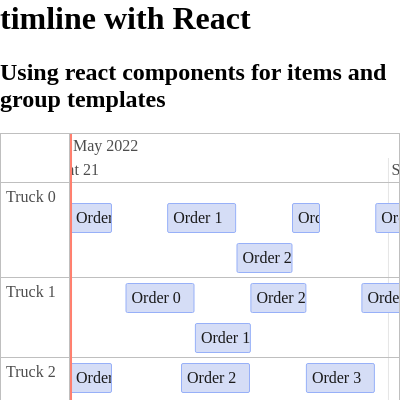 timline with React
Using react components for items and
group templates
May 2022
at 21
S
Truck 0
Order
Order 1
Ord
Or
Order 2
Truck 1
Order 0
Order 2
Orde
Order 1
Truck 2
Order
Order 2
Order 3